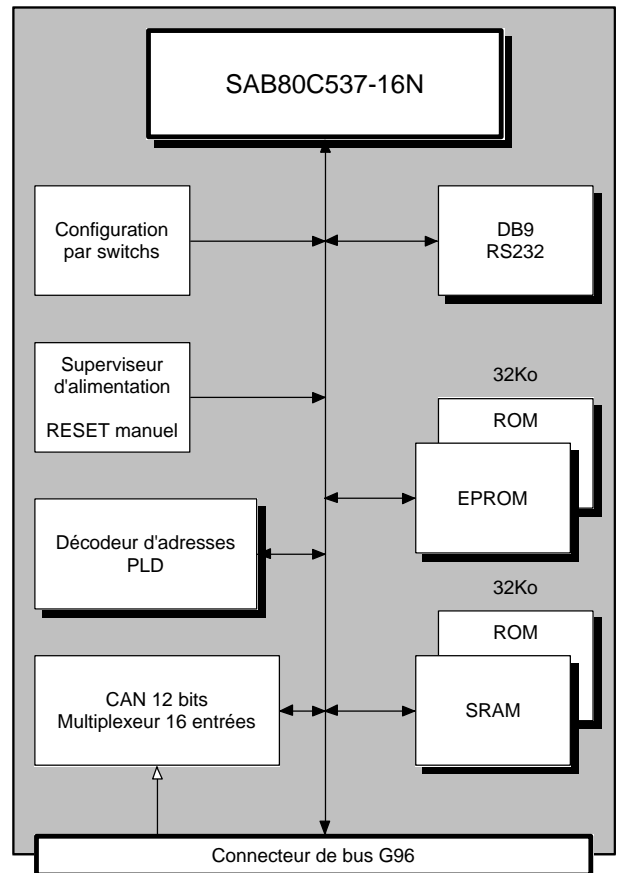 SAB80C537-16N
Configuration
par switchs
DB9
RS232
Superviseur
d'alimentation
RESET manuel
32Ko
ROM
EPROM
Décodeur d'adresses
PLD
32Ko
ROM
SRAM
CAN 12 bits
Multiplexeur 16 entrées
Connecteur de bus G96